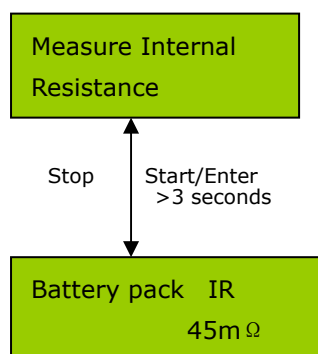 Measure Internal
Resistance
Stop
Start/Enter
>3 seconds
Battery pack IR
45mΩ